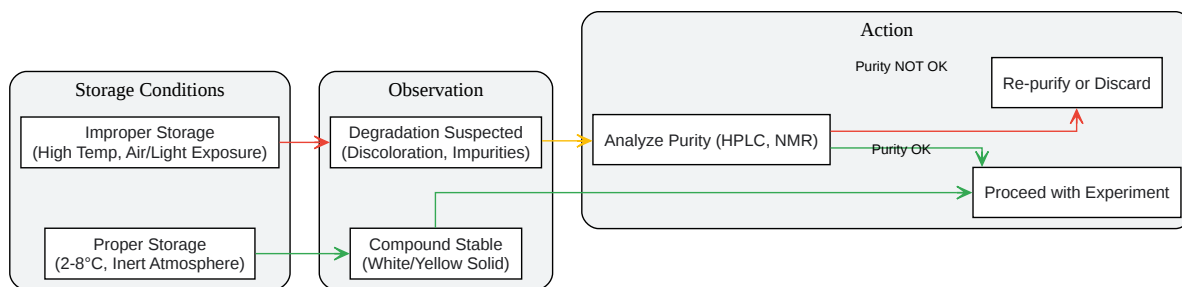 Storage Conditions
Improper Storage
(High Temp, Air/Light Exposure)
Proper Storage
(2-8°C, Inert Atmosphere)
Observation
Degradation Suspected
(Discoloration, Impurities)
Compound Stable
(White/Yellow Solid)
Action
Purity NOT OK
Re-purify or Discard
Analyze Purity (HPLC, NMR)
Purity OK
Proceed with Experiment